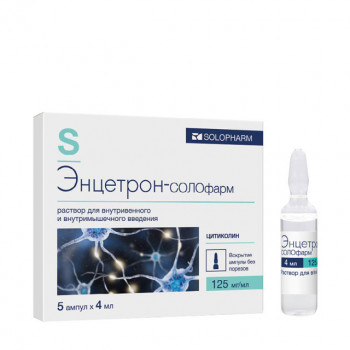 SOLOPHARM
S
Энцетрон-СОЛОфарм
раствор для внутривенного
и внутримышечного введения
ЦИТИКОЛИН
Вскрытие
ампулы без
порезов
125 мг/мл
5 ампул х 4 мл
Энцетрон
СОЛОфарм
4 мл
125
Раствор для вн